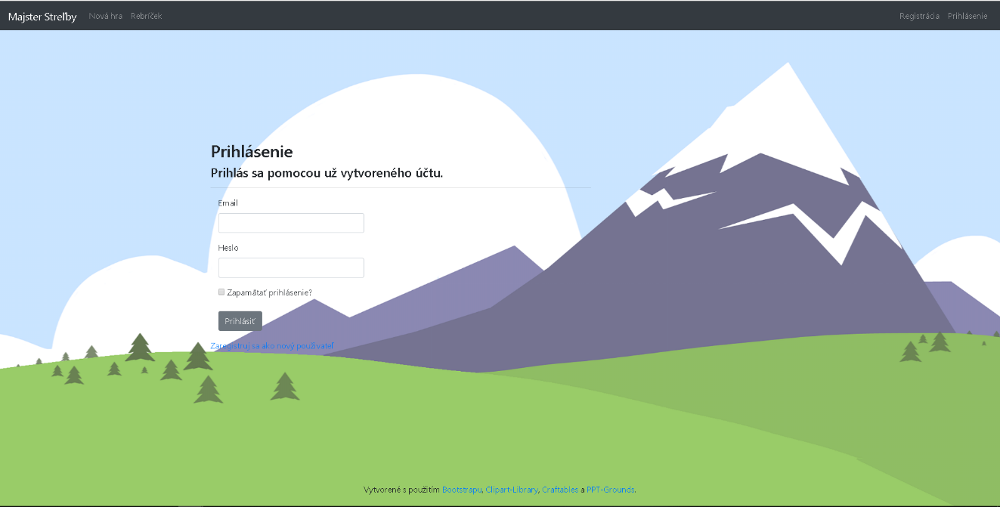 Majster Streľby Nová hra Rebríček Registrácia Prihlásenie
Prihlásenie
Prihlás sa pomocou už vytvoreného účtu.
Email
Heslo
Zapamätať prihlásenie?
Prihlásiť
Zaregistruj sa ako nový používateľ
Vytvorené s použitím Bootstrapu, Clipart-Library, Craftables a PPT-Grounds.